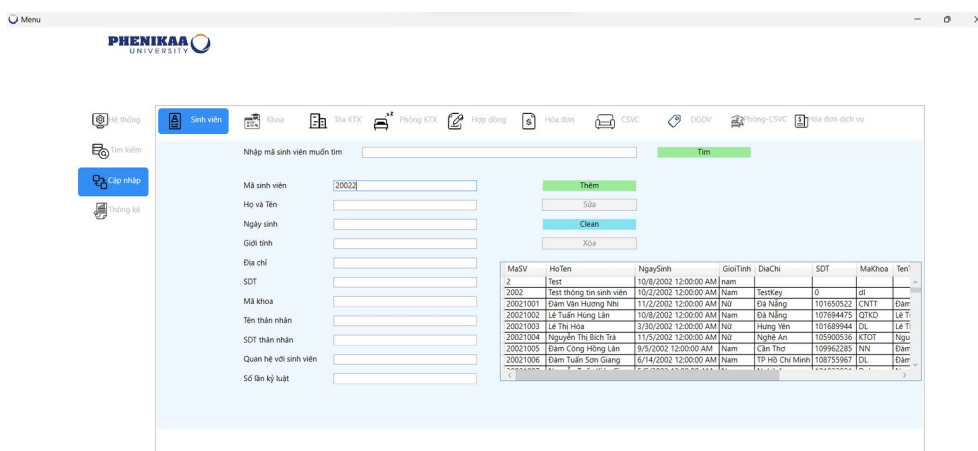 Menu
PHENIKAA
UNIVERSITY
Hệ thống
Sinh viên Khoa Tòa KTX Phòng KTX Hợp đồng Hóa đơn CSVC DGDV Phòng-CSVC Hóa đơn dịch vụ
Tìm kiếm
Nhập mã sinh viên muốn tìm Tìm
Cập nhập
Mã sinh viên 20022 Thêm
Họ và Tên Sửa
Thống kê
Ngày sinh Clean
Giới tính Xóa
Địa chỉ
SDT
Mã khoa
Tên thân nhân
SDT thân nhân
Quan hệ với sinh viên
Số lần kỷ luật
MaSV HoTen NgaySinh GioiTinh DiaChi SDT MaKhoa
2 Test 10/8/2002 12:00:00 AM nam
2002 Test thông tin sinh viên 10/2/2002 12:00:00 AM Nam TestKey 0 dl
20021001 Đàm Văn Hương Nhi 11/2/2002 12:00:00 AM Nữ Đà Nẵng 101650522 CNTT Đàm
20021002 Lê Tuấn Hùng Lân 10/8/2002 12:00:00 AM Nam Đà Nẵng 107694475 QTKD
20021003 Lê Thị Hòa 3/30/2002 12:00:00 AM Nữ Hưng Yên 101689944 DL
20021004 Nguyễn Thị Bích Trà 11/5/2002 12:00:00 AM Nữ Nghệ An 105900536 KTOT
20021005 Đàm Công Hồng Lân 9/5/2002 12:00:00 AM Nam Cần Thơ 109962285 NN Đàm
20021006 Đàm Tuấn Sơn Giang 6/14/2002 12:00:00 AM Nam TP Hồ Chí Minh 108755967 DL Đàm